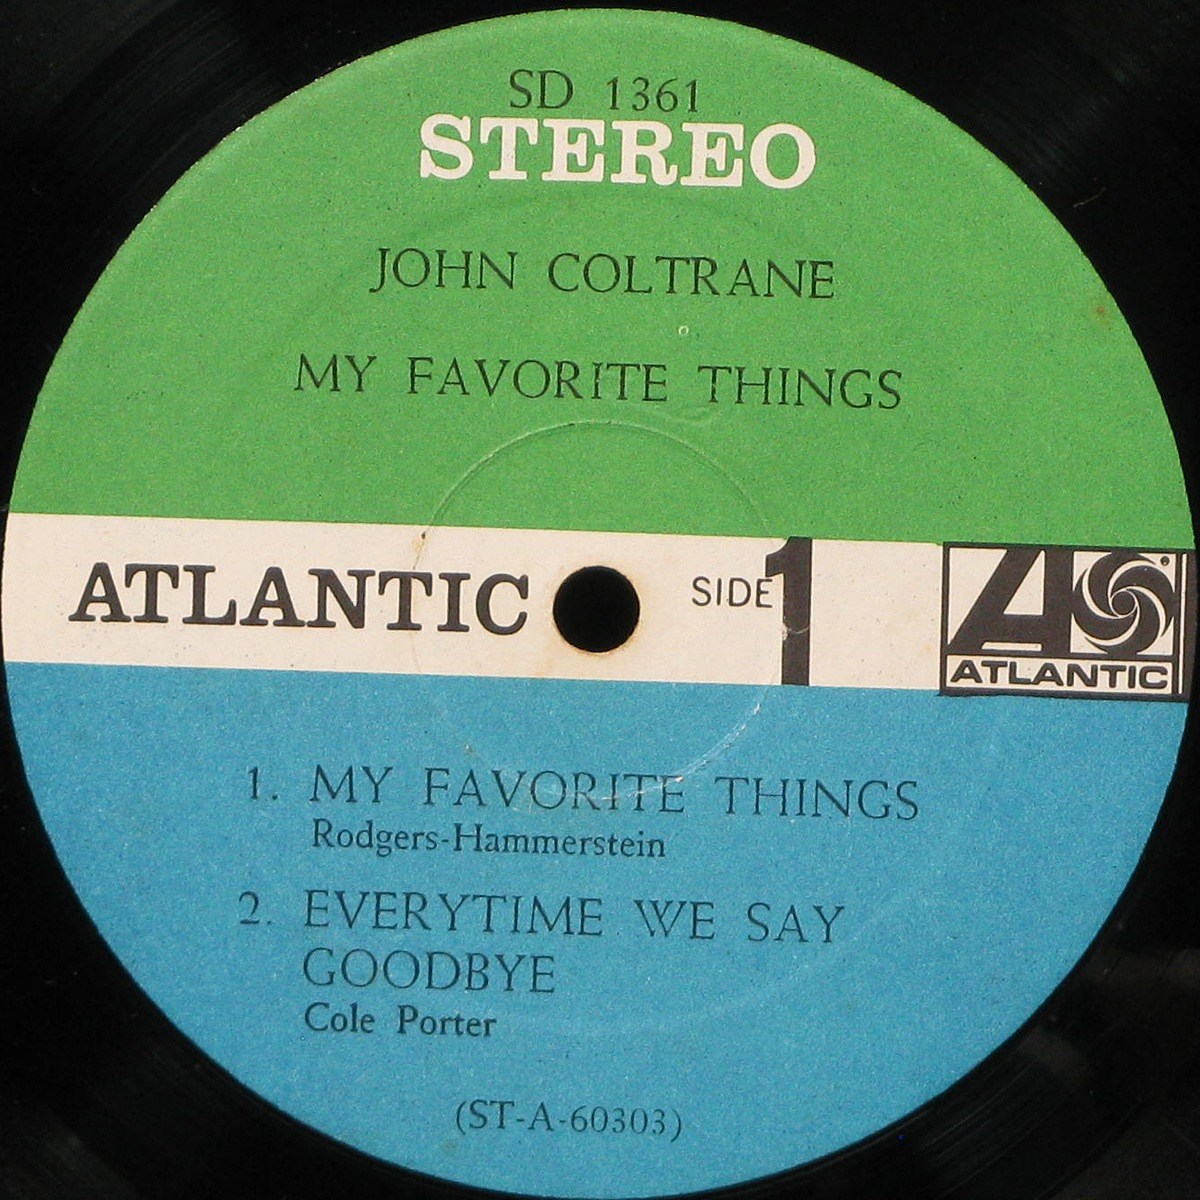 SD 1361
STEREO
JOHN COLTRANE
MY FAVORITE THINGS
ATLANTIC
SIDE 1
A
ATLANTIC
1. MY FAVORITE THINGS
Rodgers-Hammerstein
2. EVERYTIME WE SAY
GOODBYE
Cole Porter
(ST-A-60303)